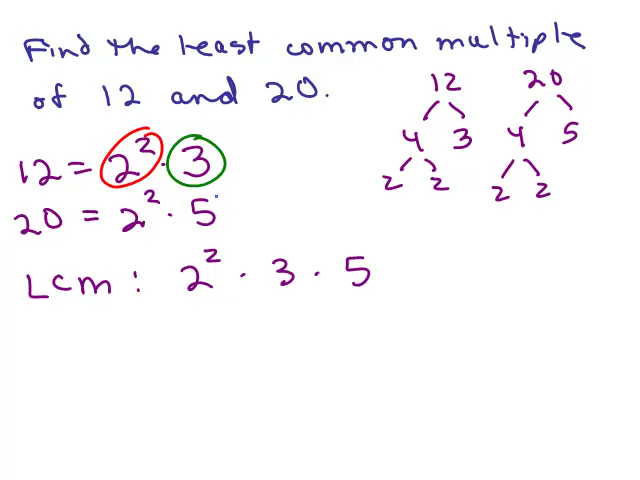 Find the least common multiple
of 12 and 20.
12 = 2² · 3
20 = 2² · 5
LCM : 2² · 3 · 5
12 20
4 3 4 5
2 2 2 2